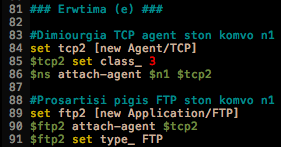 81 ### Erwtima (e) ###
82
83 #Dimiourgia TCP agent ston komvo n1
84 set tcp2 [new Agent/TCP]
85 $tcp2 set class_ 3
86 $ns attach-agent $n1 $tcp2
87
88 #Prosartisi pigis FTP ston komvo n1
89 set ftp2 [new Application/FTP]
90 $ftp2 attach-agent $tcp2
91 $ftp2 set type_ FTP